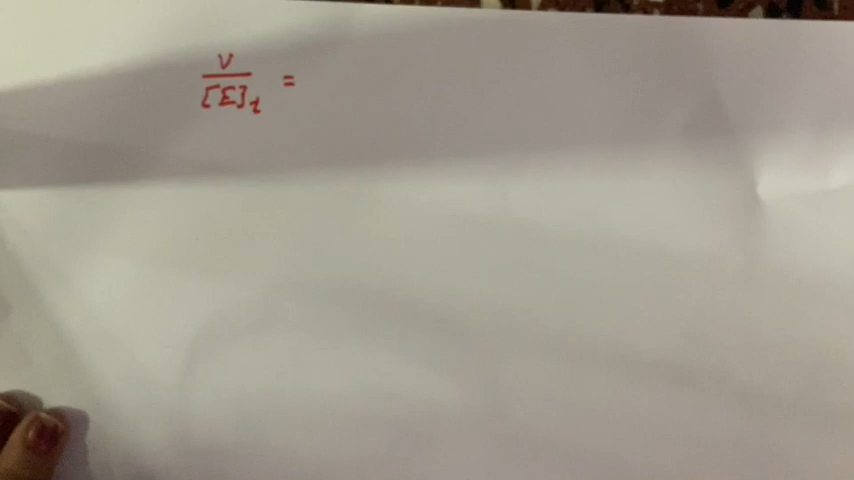 v
[E]t =